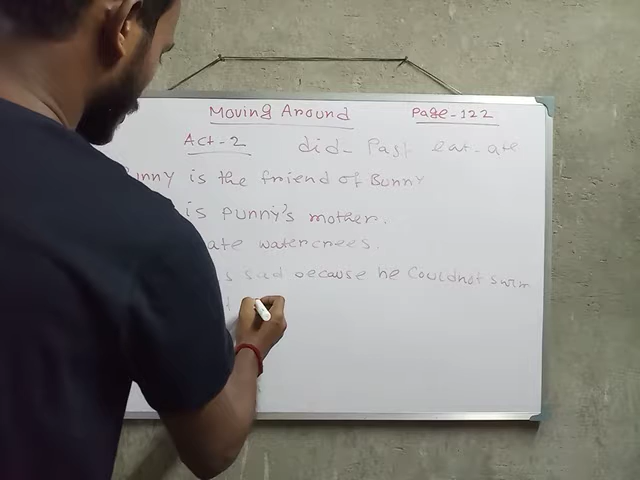 Moving Around Page-122
Act-2 did- Past eat-ate
unny is the friend of Bunny
is punny's mother.
ate watercrees.
s sad because he Couldnot swim